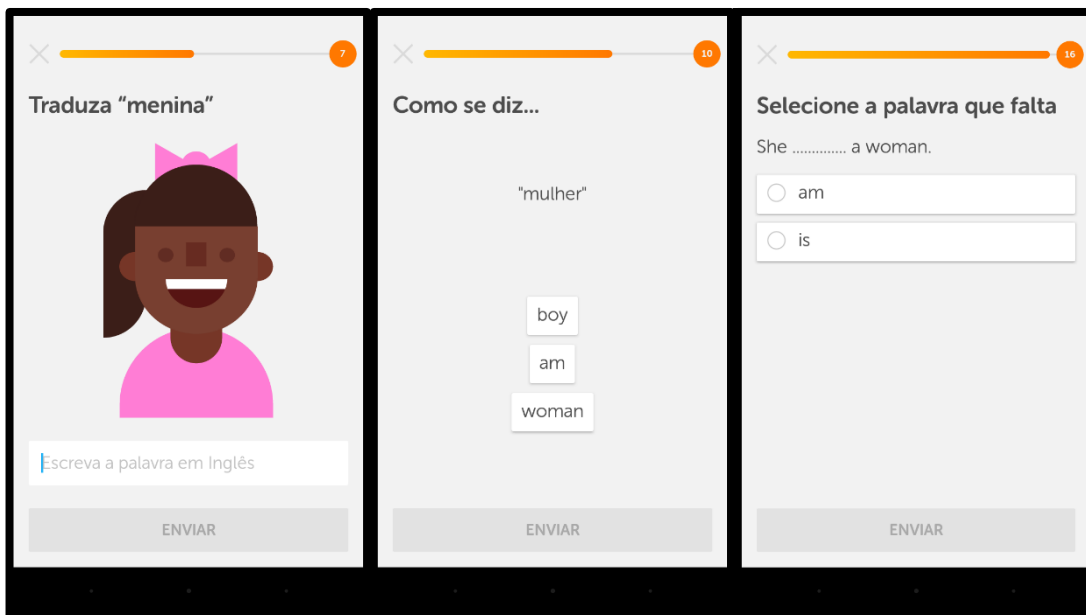 7
Traduza “menina”
Escreva a palavra em Inglês
ENVIAR
10
Como se diz...
"mulher"
boy
am
woman
ENVIAR
16
Selecione a palavra que falta
She .............. a woman.
am
is
ENVIAR